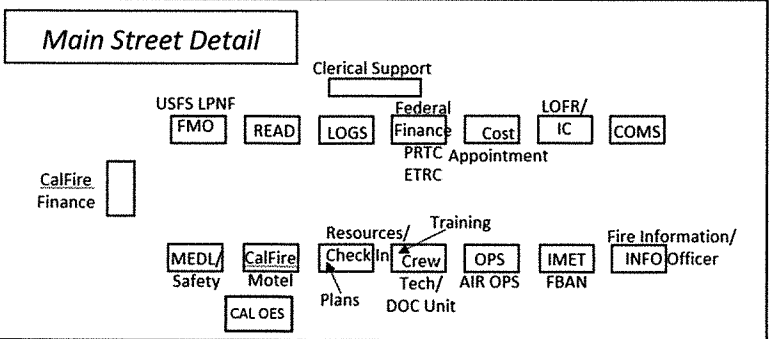 Main Street Detail
Clerical Support
USFS LPNF
FMO
READ
LOGS
Federal
Finance
PRTC
ETRC
Cost
Appointment
LOFR/
IC
COMS
CalFire
Finance
MEDL/
Safety
CalFire
Motel
Resources/
Check In
Plans
Training
Crew
Tech/
DOC Unit
OPS
AIR OPS
IMET
FBAN
Fire Information/
INFO Officer
CAL OES